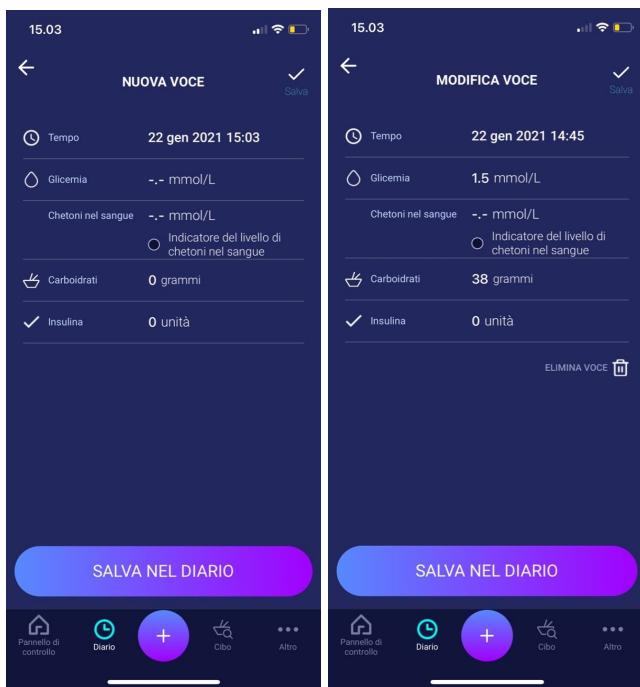 15.03
NUOVA VOCE
Salva
Tempo 22 gen 2021 15:03
Glicemia -.- mmol/L
Chetoni nel sangue -.- mmol/L
Indicatore del livello di
chetoni nel sangue
Carboidrati 0 grammi
Insulina 0 unità
SALVA NEL DIARIO
Pannello di
controllo
Diario
+
Cibo
Altro
15.03
MODIFICA VOCE
Salva
Tempo 22 gen 2021 14:45
Glicemia 1.5 mmol/L
Chetoni nel sangue -.- mmol/L
Indicatore del livello di
chetoni nel sangue
Carboidrati 38 grammi
Insulina 0 unità
ELIMINA VOCE
SALVA NEL DIARIO
Pannello di
controllo
Diario
+
Cibo
Altro